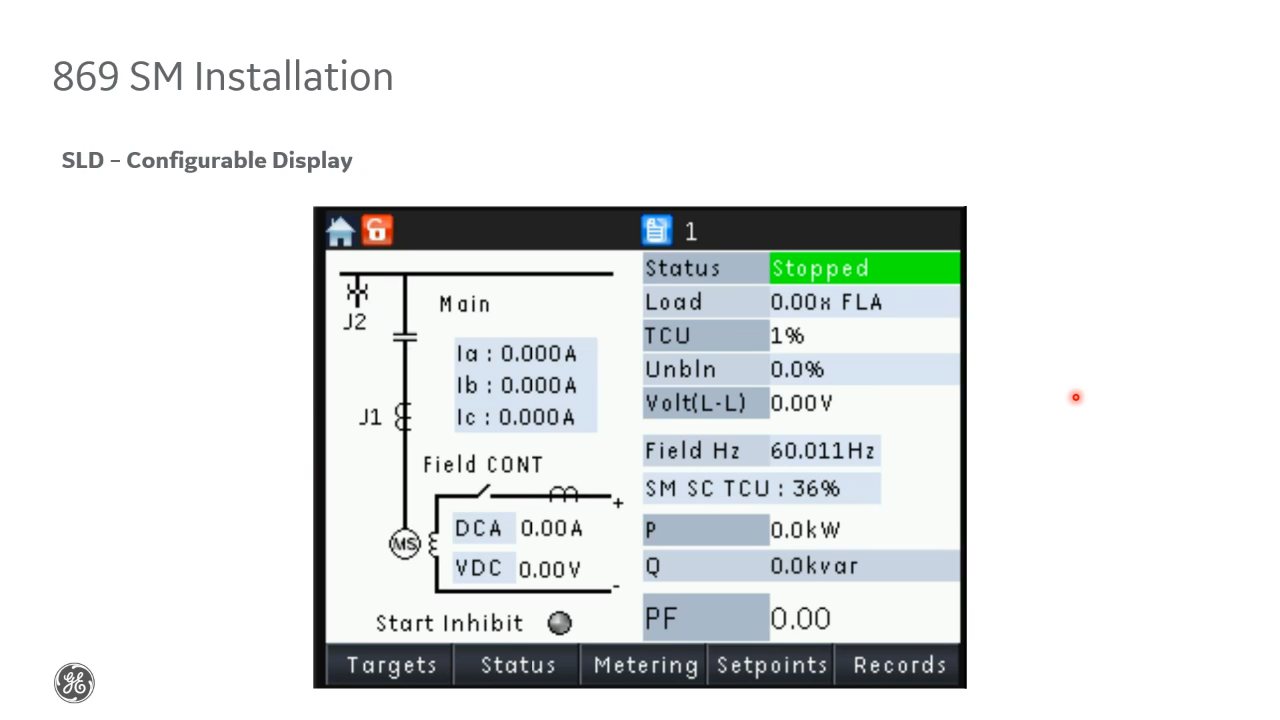 869 SM Installation
SLD – Configurable Display
1
J2
Main
Ia : 0.000A
Ib : 0.000A
Ic : 0.000A
J1
Field CONT
+
DCA 0.00A
MS
VDC 0.00V
-
Start Inhibit
Status Stopped
Load 0.00x FLA
TCU 1%
Unbln 0.0%
Volt(L-L) 0.00V
Field Hz 60.011Hz
SM SC TCU : 36%
P 0.0kW
Q 0.0kvar
PF 0.00
Targets Status Metering Setpoints Records
GE